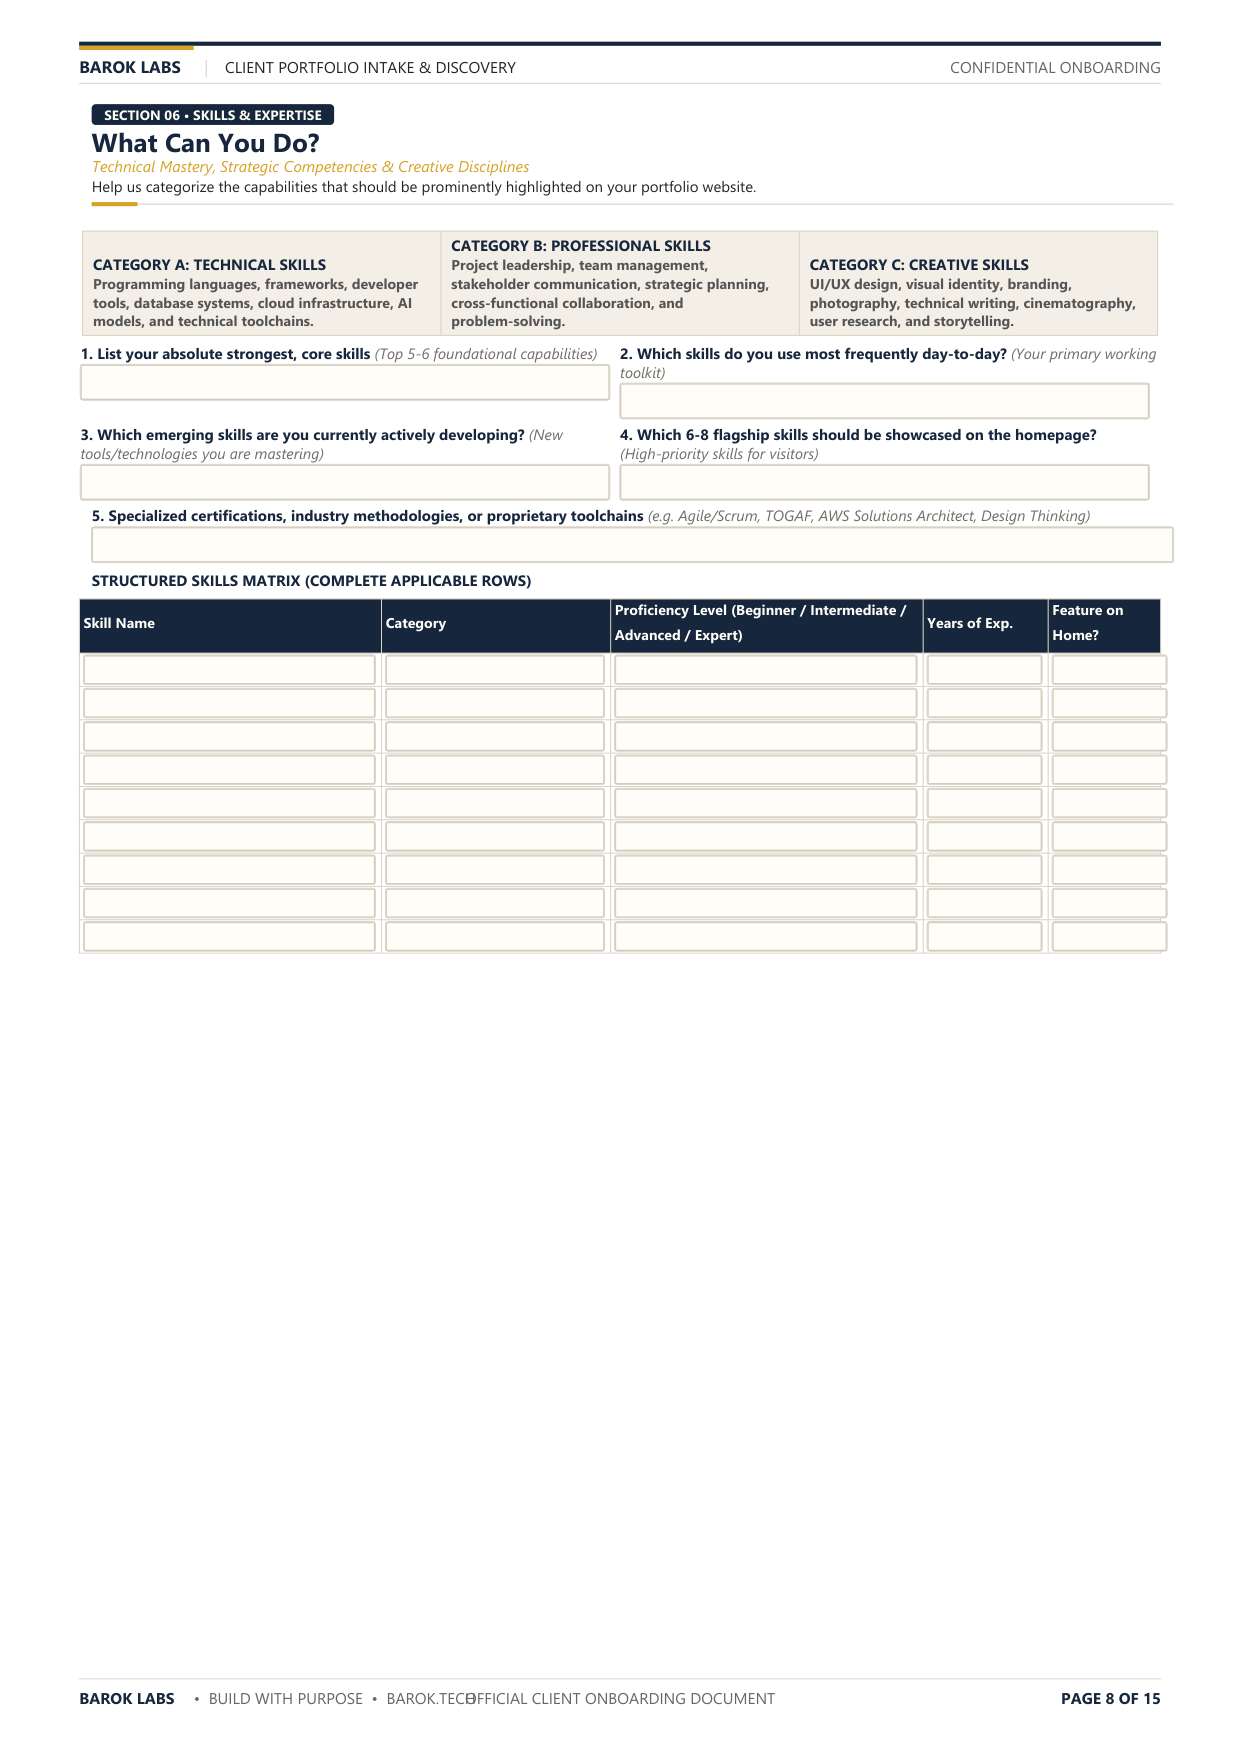 BAROK LABS | CLIENT PORTFOLIO INTAKE & DISCOVERY CONFIDENTIAL ONBOARDING
SECTION 06 • SKILLS & EXPERTISE
What Can You Do?
Technical Mastery, Strategic Competencies & Creative Disciplines
Help us categorize the capabilities that should be prominently highlighted on your portfolio website.
CATEGORY A: TECHNICAL SKILLS
Programming languages, frameworks, developer
tools, database systems, cloud infrastructure, AI
models, and technical toolchains.
CATEGORY B: PROFESSIONAL SKILLS
Project leadership, team management,
stakeholder communication, strategic planning,
cross-functional collaboration, and
problem-solving.
CATEGORY C: CREATIVE SKILLS
UI/UX design, visual identity, branding,
photography, technical writing, cinematography,
user research, and storytelling.
1. List your absolute strongest, core skills (Top 5-6 foundational capabilities)
2. Which skills do you use most frequently day-to-day? (Your primary working
toolkit)
3. Which emerging skills are you currently actively developing? (New
tools/technologies you are mastering)
4. Which 6-8 flagship skills should be showcased on the homepage?
(High-priority skills for visitors)
5. Specialized certifications, industry methodologies, or proprietary toolchains (e.g. Agile/Scrum, TOGAF, AWS Solutions Architect, Design Thinking)
STRUCTURED SKILLS MATRIX (COMPLETE APPLICABLE ROWS)
Skill Name
Category
Proficiency Level (Beginner / Intermediate /
Advanced / Expert)
Years of Exp.
Feature on
Home?
BAROK LABS • BUILD WITH PURPOSE • BAROK.TECH OFFICIAL CLIENT ONBOARDING DOCUMENT PAGE 8 OF 15